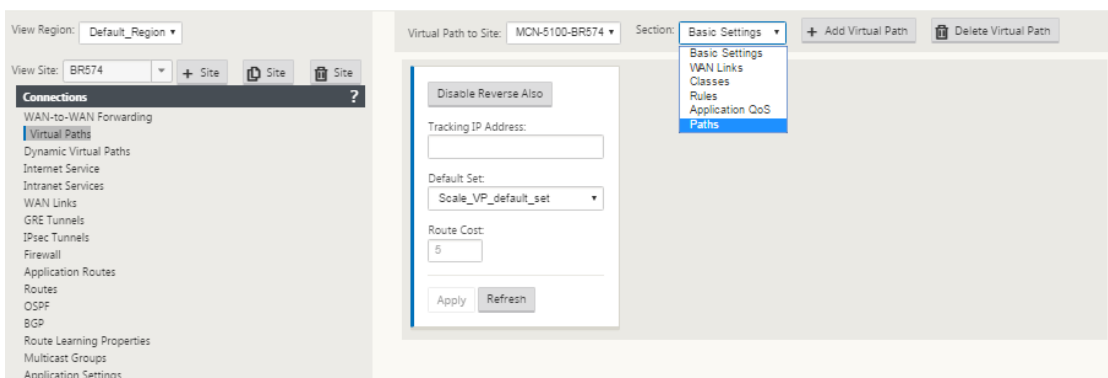 View Region: Default_Region
View Site: BR574 + Site Site Site
Connections ?
WAN-to-WAN Forwarding
Virtual Paths
Dynamic Virtual Paths
Internet Service
Intranet Services
WAN Links
GRE Tunnels
IPsec Tunnels
Firewall
Application Routes
Routes
OSPF
BGP
Route Learning Properties
Multicast Groups
Application Settings
Virtual Path to Site: MCN-5100-BR574 Section: Basic Settings + Add Virtual Path Delete Virtual Path
Basic Settings
WAN Links
Classes
Rules
Application QoS
Paths
Disable Reverse Also
Tracking IP Address:
Default Set:
Scale_VP_default_set
Route Cost:
5
Apply Refresh